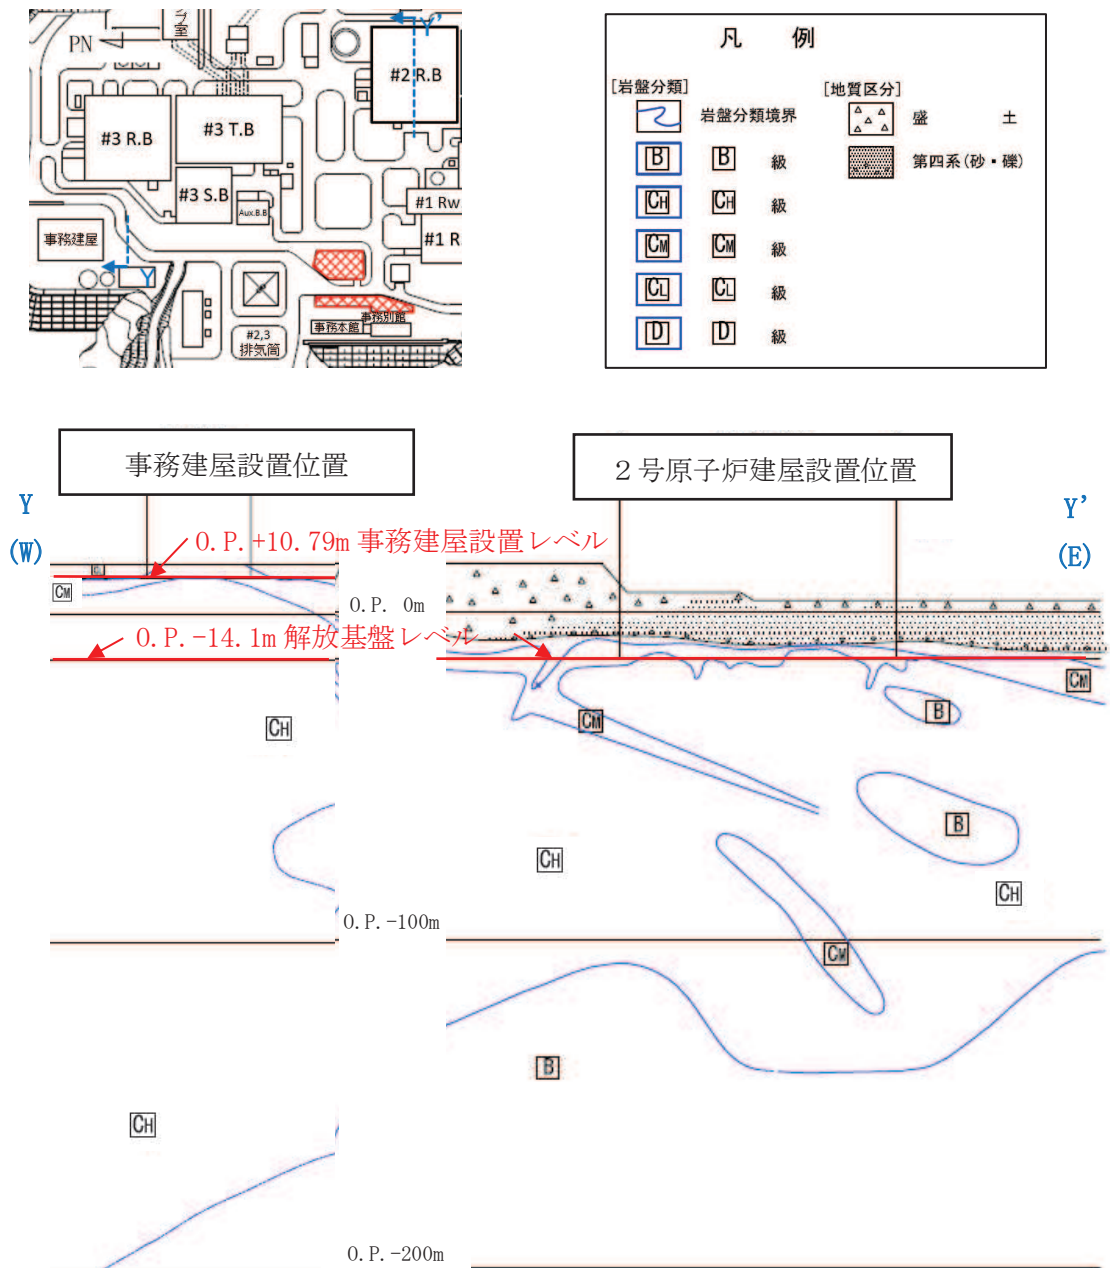 プ室
PN
Y'
#2 R.B
#3 R.B
#3 T.B
#3 S.B
Aux.B.B
#1 Rw
#1 R
事務建屋
Y
#2,3
排気筒
事務本館
事務別館
凡 例
[岩盤分類]
[地質区分]
岩盤分類境界
盛 土
B B 級
第四系(砂・礫)
CH CH 級
CM CM 級
CL CL 級
D D 級
事務建屋設置位置
2号原子炉建屋設置位置
Y
(W)
Y'
(E)
O.P.+10.79m 事務建屋設置レベル
CM
O.P. 0m
O.P.-14.1m 解放基盤レベル
CM
B
CH
CM
B
CH
CH
O.P.-100m
CM
B
CH
O.P.-200m